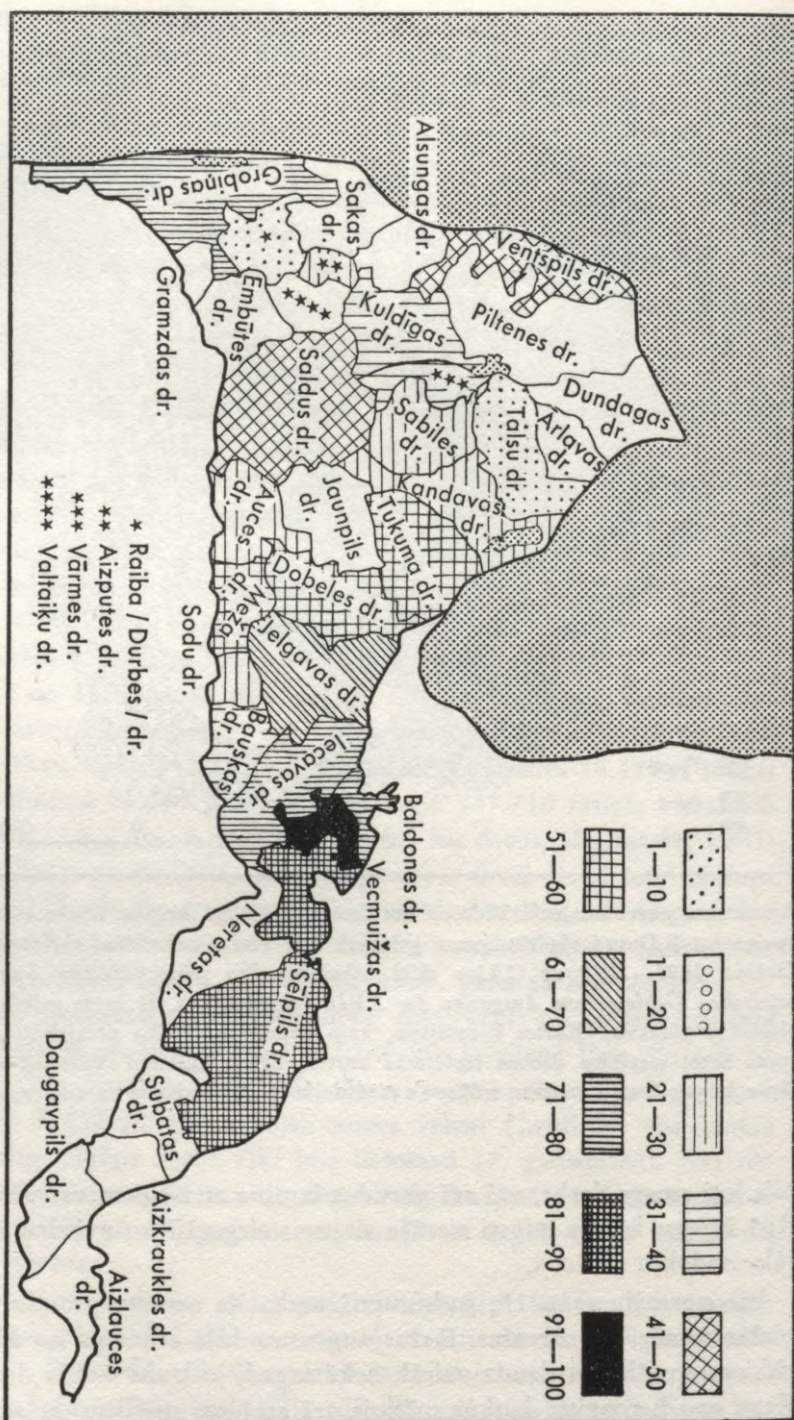 Alsungas dr.
Ventspils dr.
Piltenes dr.
Dundagas
dr.
Ārlavas
dr.
Talsu dr.
Sakas
dr.
Kuldīgas
dr.
Sabiles
dr.
Kandavas
dr.
Grobiņas dr.
*
**
****
***
Embūtes
dr.
Saldus dr.
Jaunpils
dr.
Tukuma dr.
Gramzdas dr.
Auces
dr.
Dobeles dr.
Meža
dr.
Jelgavas dr.
Sodu dr.
Bauskas
dr.
Iecavas dr.
Baldones dr.
Vecmuižas dr.
Neretas dr.
Sēlpils dr.
Subatas
dr.
Daugavpils dr.
Aizkraukles dr.
Aizlauces
dr.
* Raiba / Durbes / dr.
** Aizputes dr.
*** Vārmes dr.
**** Valtaiķu dr.
1—10
11—20
21—30
31—40
41—50
51—60
61—70
71—80
81—90
91—100